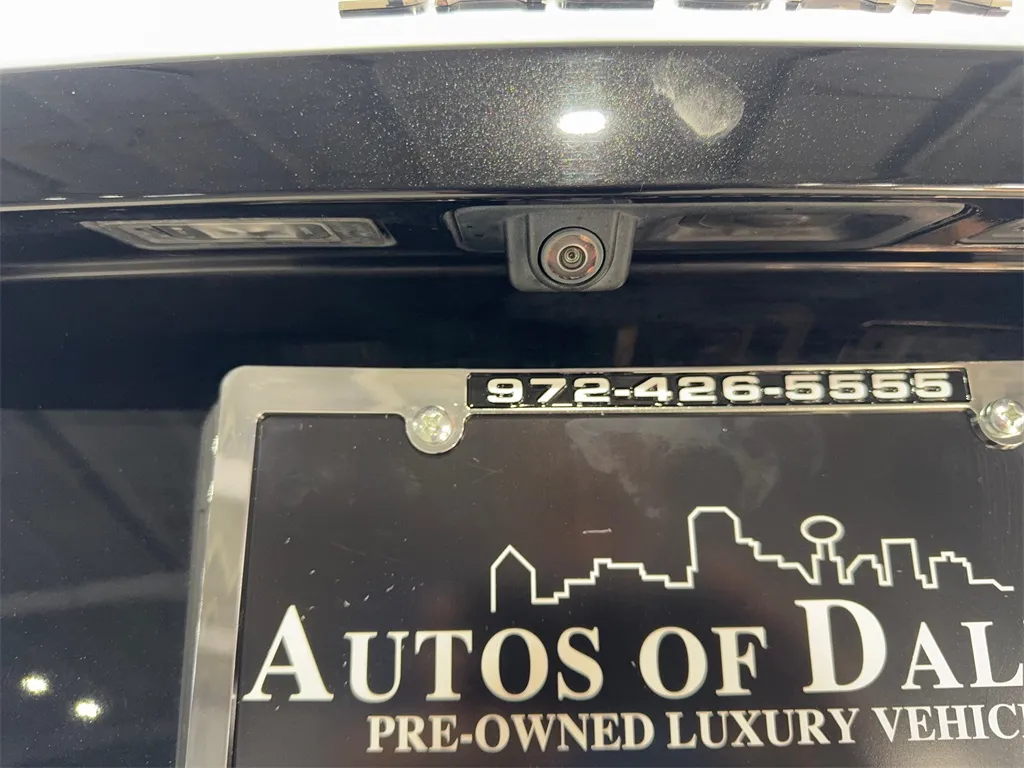 972-426-5555
AUTOS OF DAL
PRE-OWNED LUXURY VEHIC